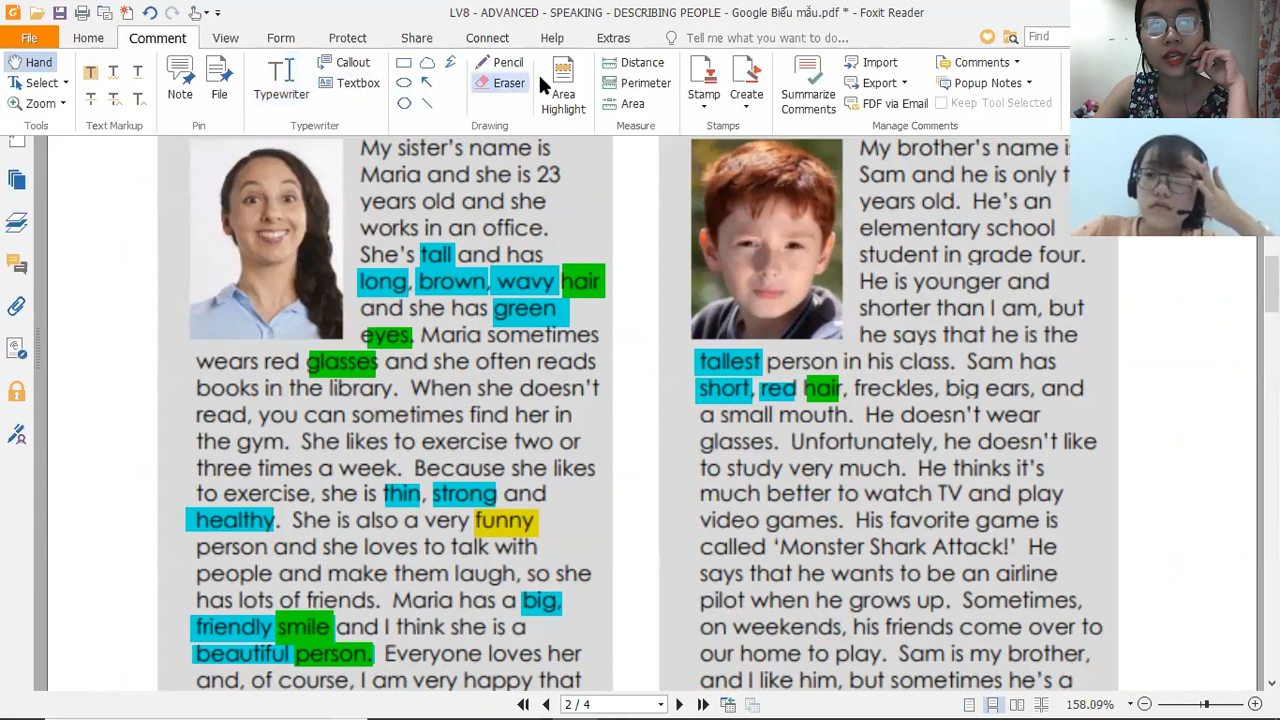 LV8 - ADVANCED - SPEAKING - DESCRIBING PEOPLE - Google Biểu mẫu.pdf * - Foxit Reader
File Home Comment View Form Protect Share Connect Help Extras Tell me what you want to do... Find
Hand
Select
Zoom
Tools
Text Markup
Note
File
Pin
Typewriter
Callout
Textbox
Typewriter
Pencil
Eraser
Drawing
Area
Highlight
Distance
Perimeter
Area
Measure
Stamp
Create
Stamps
Summarize
Comments
Import
Export
FDF via Email
Comments
Popup Notes
Keep Tool Selected
Manage Comments
My sister's name is
Maria and she is 23
years old and she
works in an office.
She's tall and has
long, brown, wavy hair
and she has green
eyes. Maria sometimes
wears red glasses and she often reads
books in the library. When she doesn't
read, you can sometimes find her in
the gym. She likes to exercise two or
three times a week. Because she likes
to exercise, she is thin, strong and
healthy. She is also a very funny
person and she loves to talk with
people and make them laugh, so she
has lots of friends. Maria has a big,
friendly smile and I think she is a
beautiful person. Everyone loves her
and, of course, I am very happy that
My brother's name
Sam and he is only
years old. He's an
elementary school
student in grade four.
He is younger and
shorter than I am, but
he says that he is the
tallest person in his class. Sam has
short, red hair, freckles, big ears, and
a small mouth. He doesn't wear
glasses. Unfortunately, he doesn't like
to study very much. He thinks it's
much better to watch TV and play
video games. His favorite game is
called 'Monster Shark Attack!' He
says that he wants to be an airline
pilot when he grows up. Sometimes,
on weekends, his friends come over to
our home to play. Sam is my brother,
and I like him, but sometimes he's a
2 / 4
158.09%